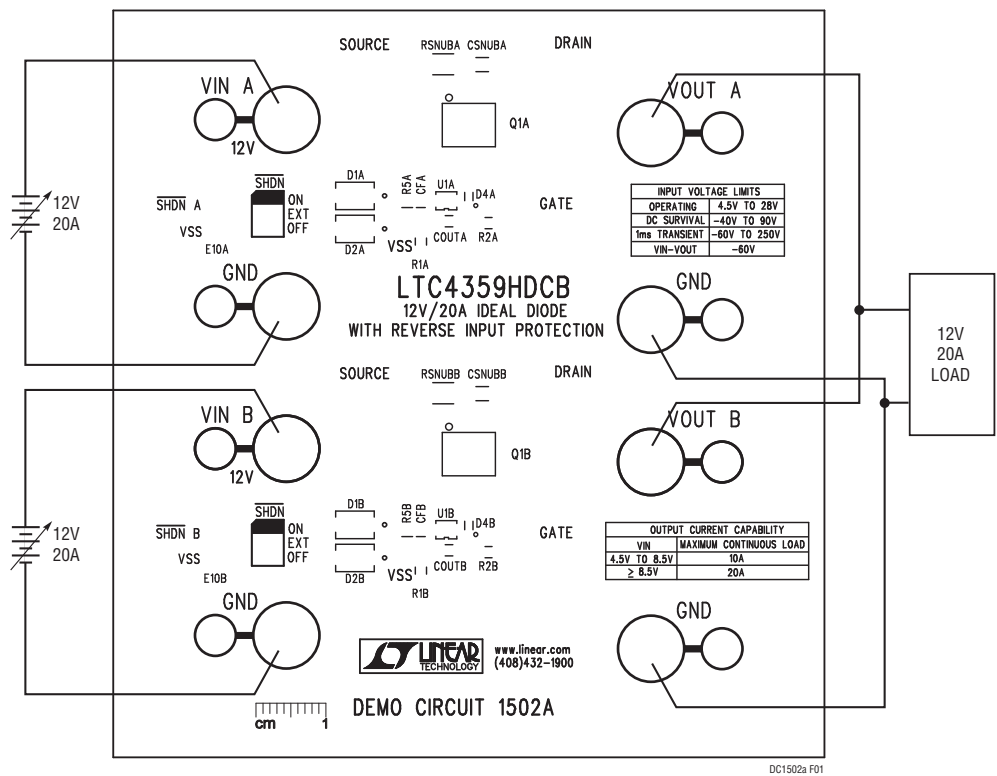 SOURCE
RSNUBA CSNUBA
DRAIN
VIN A
12V
Q1A
VOUT A
12V
20A
SHDN A
VSS
E10A
SHDN
ON
EXT
OFF
D1A
D2A
R5A
CFA
U1A
D4A
COUTA
R2A
VSS
R1A
GATE
INPUT VOLTAGE LIMITS
OPERATING 4.5V TO 28V
DC SURVIVAL -40V TO 90V
1ms TRANSIENT -60V TO 250V
VIN-VOUT -60V
GND
GND
LTC4359HDCB
12V/20A IDEAL DIODE
WITH REVERSE INPUT PROTECTION
12V
20A
LOAD
SOURCE
RSNUBB CSNUBB
DRAIN
VIN B
12V
Q1B
VOUT B
12V
20A
SHDN B
VSS
E10B
SHDN
ON
EXT
OFF
D1B
D2B
R5B
CFB
U1B
D4B
COUTB
R2B
VSS
R1B
GATE
OUTPUT CURRENT CAPABILITY
VIN MAXIMUM CONTINUOUS LOAD
4.5V TO 8.5V 10A
≥ 8.5V 20A
GND
GND
LT LINEAR
TECHNOLOGY
www.linear.com
(408)432-1900
cm 1
DEMO CIRCUIT 1502A
DC1502a F01